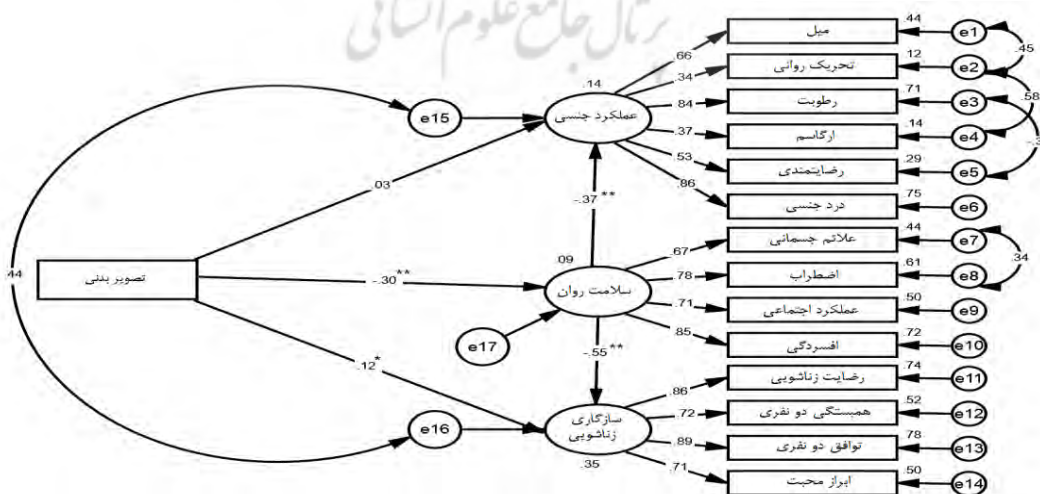 پرتال جامع علوم انسانی
میل
.44
e1
.66
.45
تحریک روانی
.12
e2
.34
.14
عملکرد جنسی
e15
رطوبت
.71
e3
.84
.58
ارگاسم
.14
e4
.37
رضایتمندی
.29
e5
.53
درد جنسی
.75
e6
.86
.03
-.37**
علائم جسمانی
.44
e7
.67
.34
تصویر بدنی
.44
-.30**
.09
سلامت روان
e17
اضطراب
.61
e8
.78
عملکرد اجتماعی
.50
e9
.71
افسردگی
.72
e10
.85
-.55**
.12*
رضایت زناشویی
.74
e11
.86
همبستگی دو نفری
.52
e12
.72
e16
سازگاری
زناشویی
.35
توافق دو نفری
.78
e13
.89
ابراز محبت
.50
e14
.71